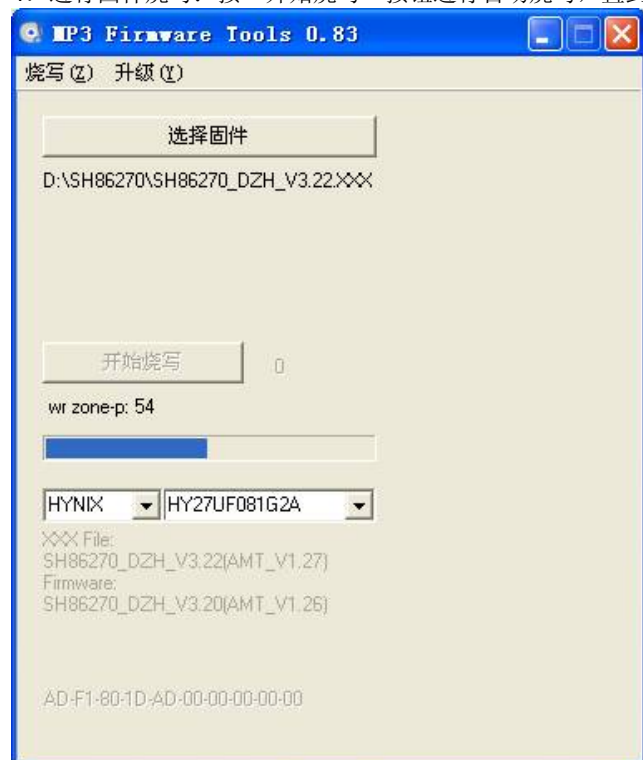 MP3 Firmware Tools 0.83
烧写(Z) 升级(Y)
选择固件
D:\SH86270\SH86270_DZH_V3.22.XXX
开始烧写 0
wr zone-p: 54
HYNIX HY27UF081G2A
XXX File:
SH86270_DZH_V3.22(AMT_V1.27)
Firmware:
SH86270_DZH_V3.20(AMT_V1.26)
AD-F1-80-1D-AD-00-00-00-00